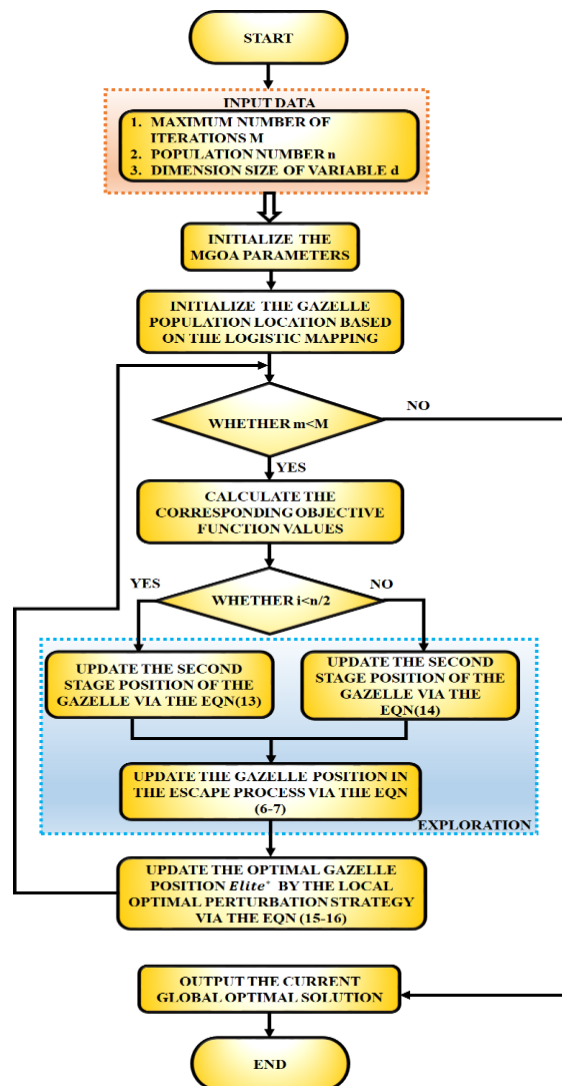 START
INPUT DATA
1. MAXIMUM NUMBER OF
ITERATIONS M
2. POPULATION NUMBER n
3. DIMENSION SIZE OF VARIABLE d
INITIALIZE THE
MGOA PARAMETERS
INITIALIZE THE GAZELLE
POPULATION LOCATION BASED
ON THE LOGISTIC MAPPING
WHETHER m<M
NO
YES
CALCULATE THE
CORRESPONDING OBJECTIVE
FUNCTION VALUES
YES
WHETHER i<n/2
NO
UPDATE THE SECOND
STAGE POSITION OF THE
GAZELLE VIA THE EQN(13)
UPDATE THE SECOND
STAGE POSITION OF THE
GAZELLE VIA THE
EQN(14)
UPDATE THE GAZELLE POSITION IN
THE ESCAPE PROCESS VIA THE EQN
(6-7)
EXPLORATION
UPDATE THE OPTIMAL GAZELLE
POSITION Elite* BY THE LOCAL
OPTIMAL PERTURBATION STRATEGY
VIA THE EQN (15-16)
OUTPUT THE CURRENT
GLOBAL OPTIMAL SOLUTION
END